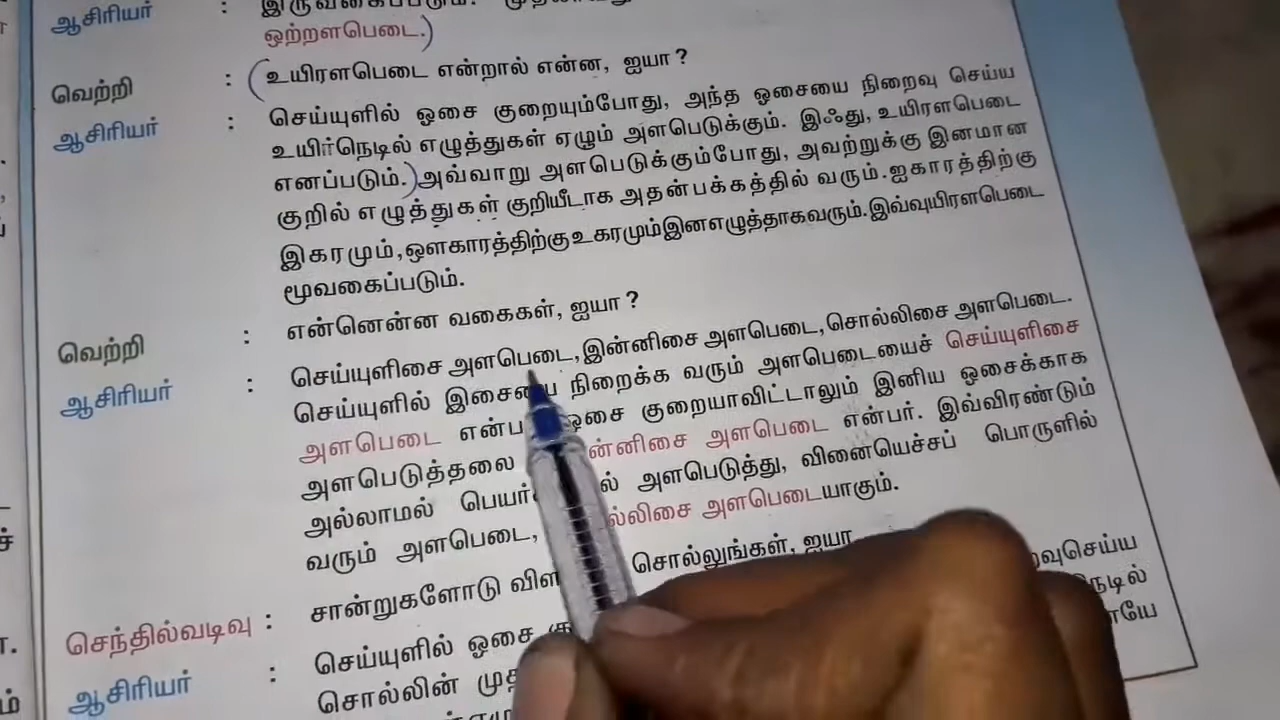 ஆசிரியர் : இருவகைப்படும்.
ஒற்றளபெடை.)
வெற்றி : (உயிரளபெடை என்றால் என்ன, ஐயா?
ஆசிரியர் : செய்யுளில் ஓசை குறையும்போது, அந்த ஓசையை நிறைவு செய்ய
உயிர்நெடில் எழுத்துகள் ஏழும் அளபெடுக்கும். இஃது, உயிரளபெடை
எனப்படும்.) அவ்வாறு அளபெடுக்கும்போது, அவற்றுக்கு இனமான
குறில் எழுத்துகள் குறியீடாக அதன்பக்கத்தில் வரும். ஐகாரத்திற்கு
இகரமும், ஔகாரத்திற்கு உகரமும் இனஎழுத்தாகவரும். இவ்வுயிரளபெடை
மூவகைப்படும்.
வெற்றி : என்னென்ன வகைகள், ஐயா?
ஆசிரியர் : செய்யுளிசை அளபெடை, இன்னிசை அளபெடை, சொல்லிசை அளபெடை.
செய்யுளில் இசையை நிறைக்க வரும் அளபெடையைச் செய்யுளிசை
அளபெடை ஓசை குறையாவிட்டாலும் இனிய ஓசைக்காக
அளபெடுத்தலை அளபெடை என்பர். இவ்விரண்டும்
அல்லாமல் அளபெடுத்து, வினையெச்சப் பொருளில்
வரும் அளபெடை, அளபெடையாகும்.
செந்தில்வடிவு : சான்றுகளோடு சொல்லுங்கள், ஐயா
ஆசிரியர் : செய்யுளில் ஓசை
சொல்லின்